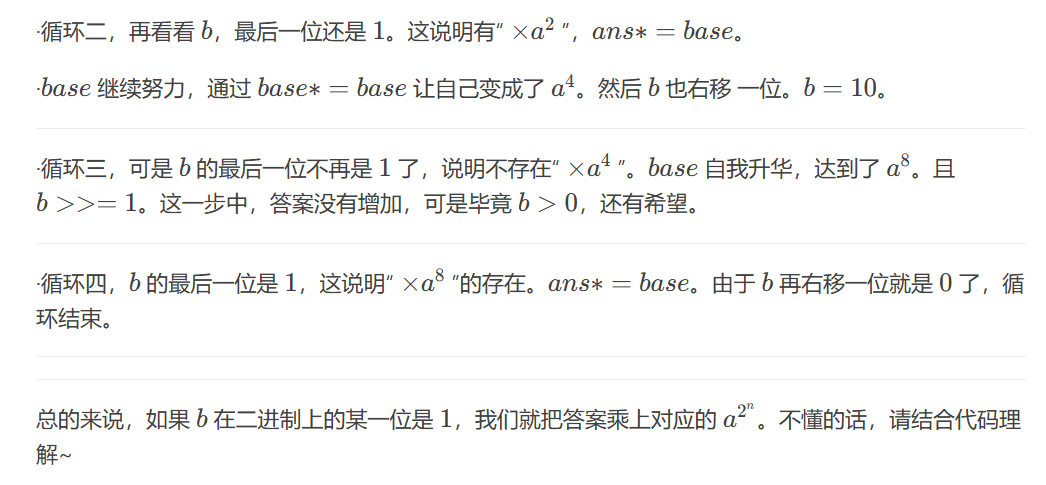 ·循环二，再看看 b，最后一位还是 1。这说明有“ ×a² ”，ans∗ = base。
·base 继续努力，通过 base∗ = base 让自己变成了 a⁴。然后 b 也右移 一位。b = 10。
·循环三，可是 b 的最后一位不再是 1 了，说明不存在“ ×a⁴ ”。base 自我升华，达到了 a⁸。且
b >>= 1。这一步中，答案没有增加，可是毕竟 b > 0，还有希望。
·循环四，b 的最后一位是 1，这说明“ ×a⁸ ”的存在。ans∗ = base。由于 b 再右移一位就是 0 了，循
环结束。
总的来说，如果 b 在二进制上的某一位是 1，我们就把答案乘上对应的 a^{2^n}。不懂的话，请结合代码理
解~